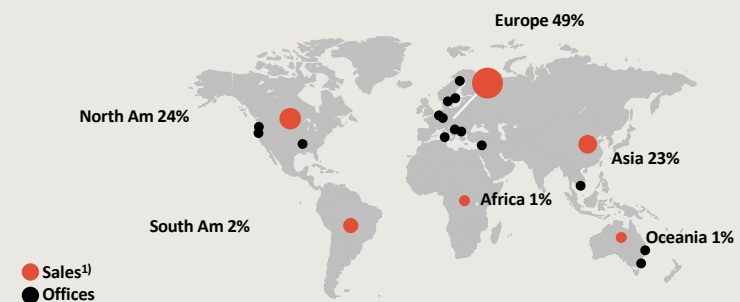 Europe 49%
North Am 24%
Asia 23%
Africa 1%
South Am 2%
Oceania 1%
Sales1)
Offices